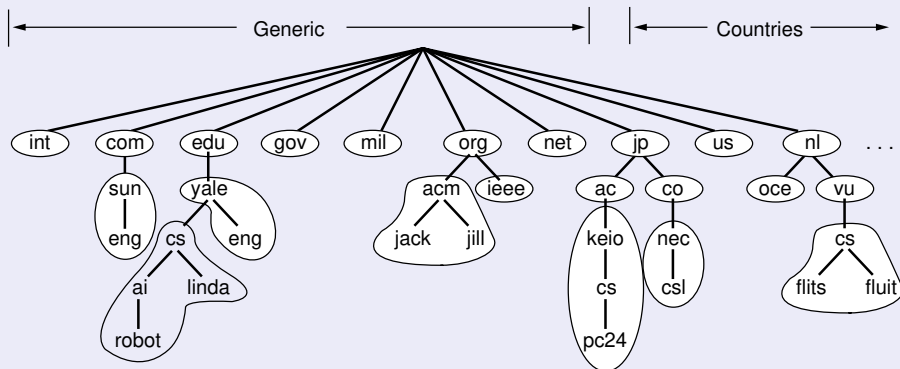 Generic Countries
int com edu gov mil org net jp us nl ...
sun yale acm ieee ac co oce vu
eng cs eng jack jill keio nec cs
ai linda cs csl flits fluit
robot pc24